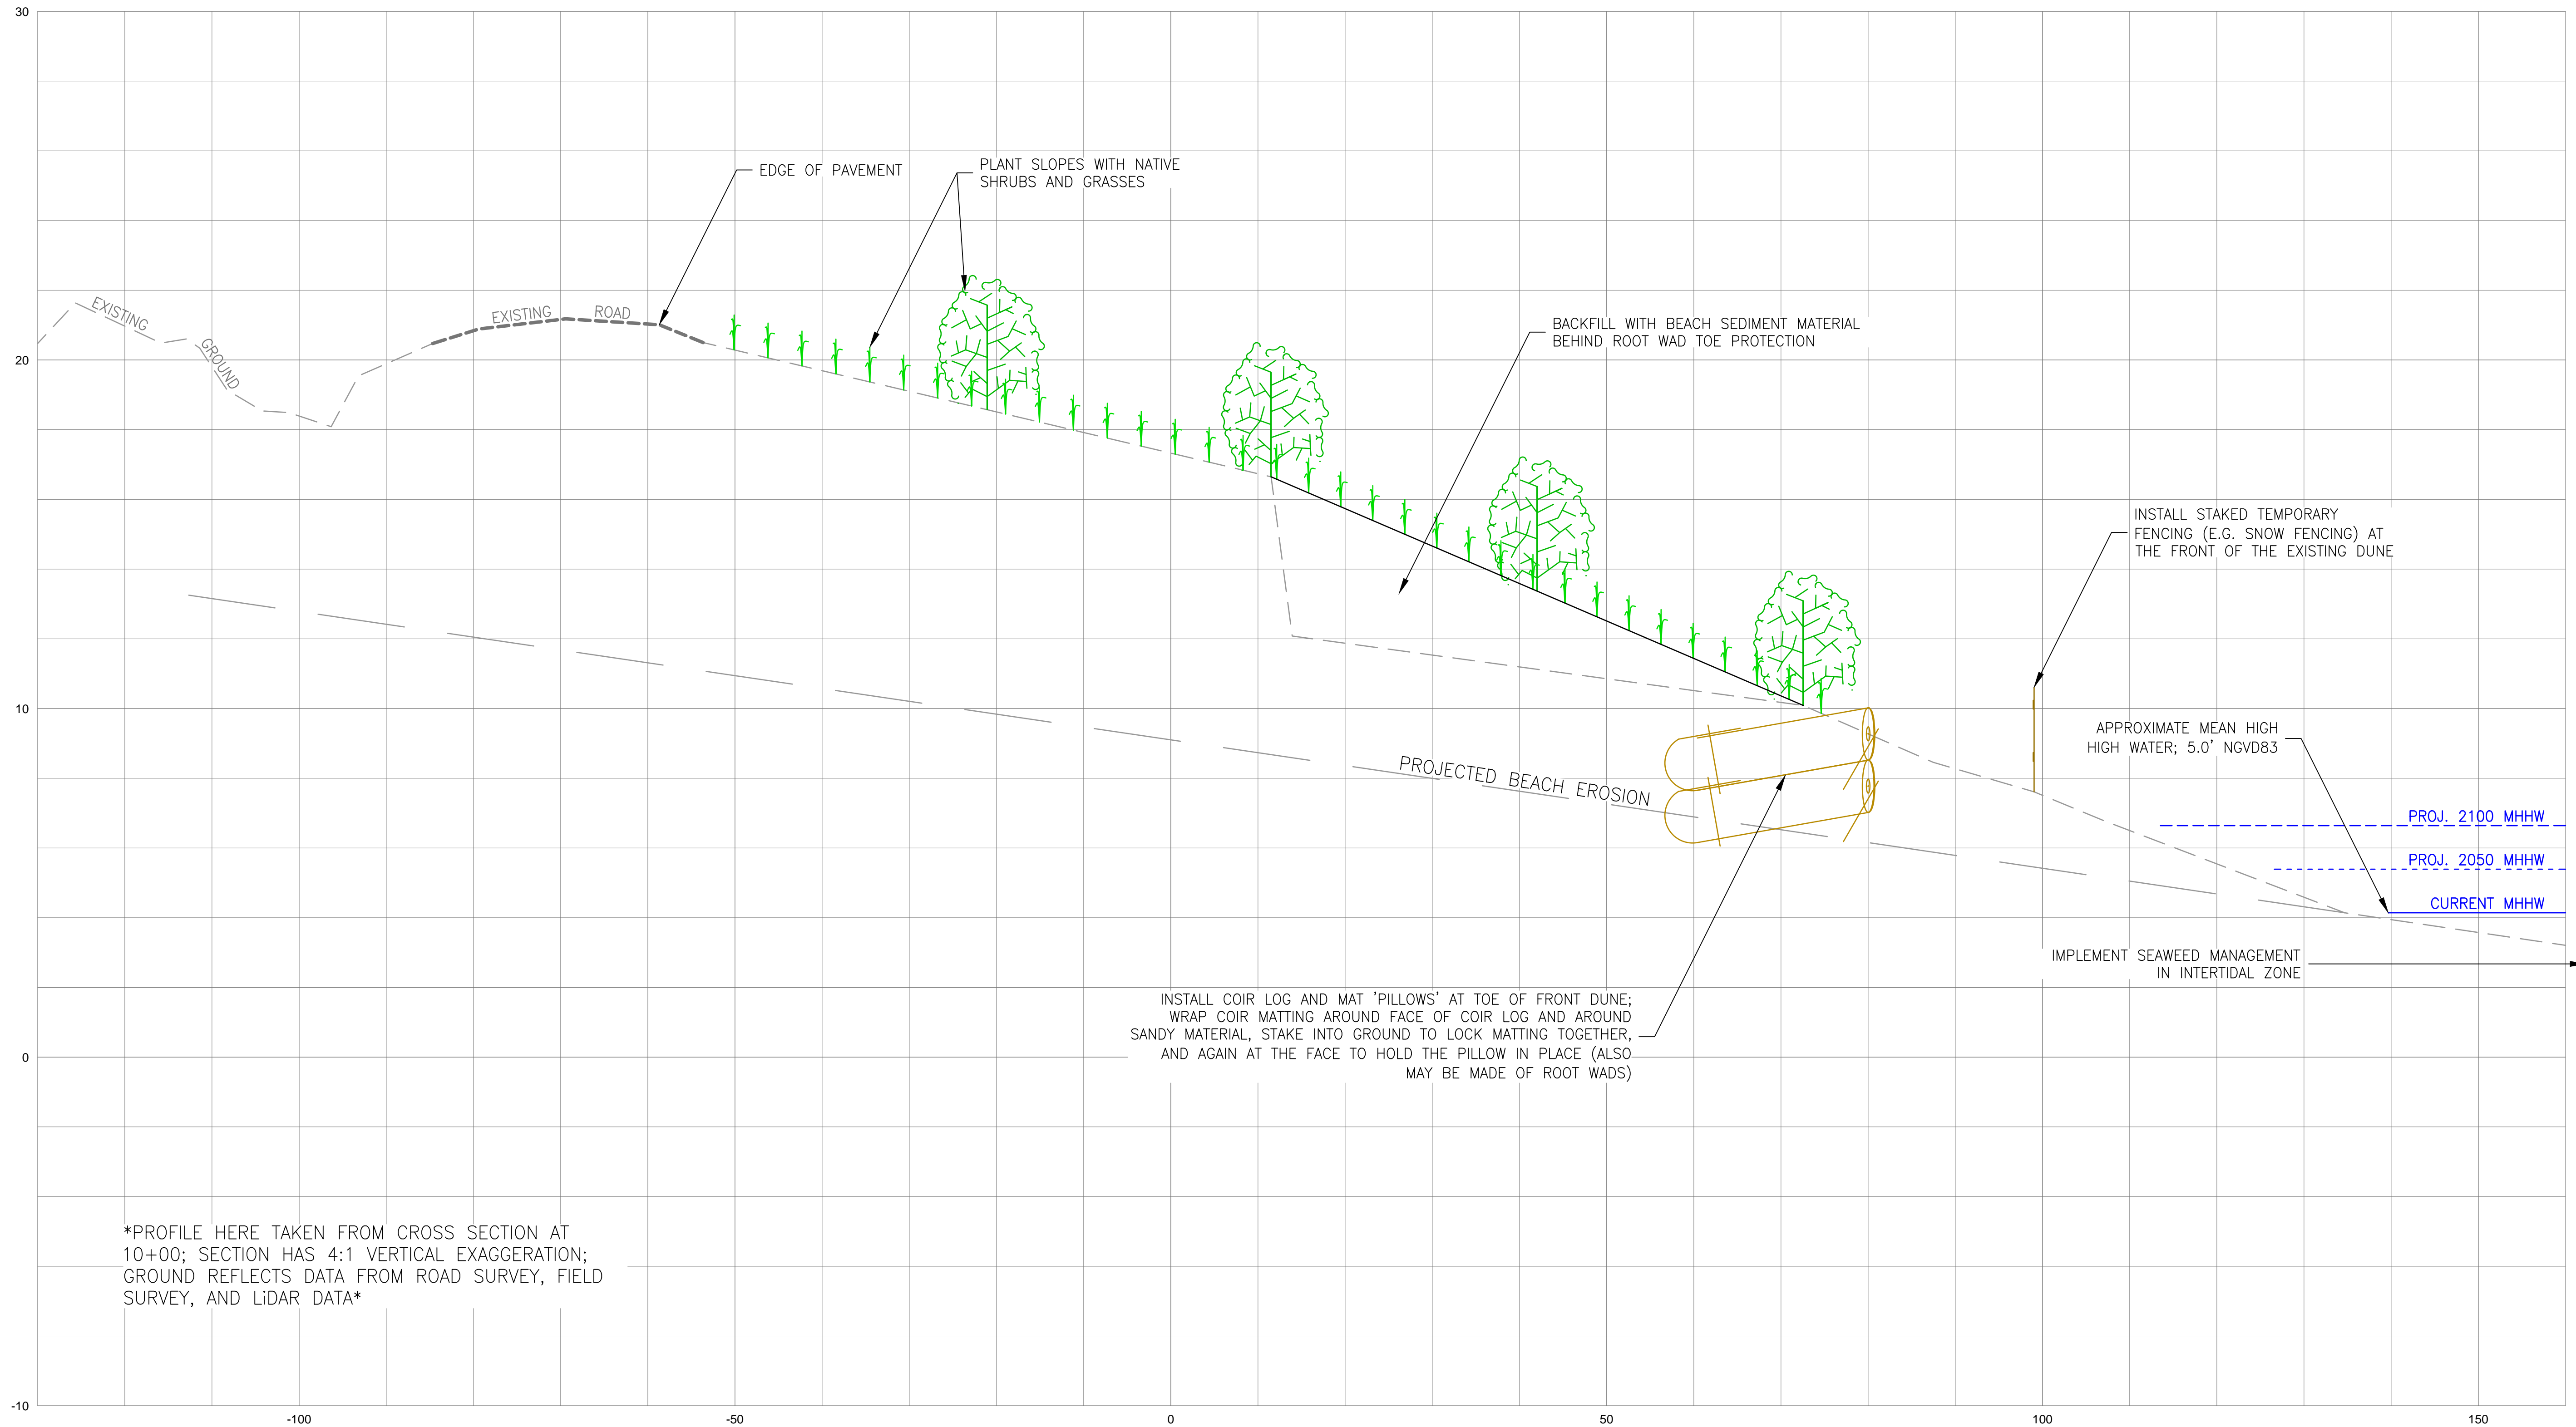 30
EDGE OF PAVEMENT
PLANT SLOPES WITH NATIVE
SHRUBS AND GRASSES
EXISTING
GROUND
EXISTING ROAD
BACKFILL WITH BEACH SEDIMENT MATERIAL
BEHIND ROOT WAD TOE PROTECTION
20
INSTALL STAKED TEMPORARY
FENCING (E.G. SNOW FENCING) AT
THE FRONT OF THE EXISTING DUNE
10
APPROXIMATE MEAN HIGH
HIGH WATER; 5.0' NGVD83
PROJECTED BEACH EROSION
PROJ. 2100 MHHW
PROJ. 2050 MHHW
CURRENT MHHW
IMPLEMENT SEAWEED MANAGEMENT
IN INTERTIDAL ZONE
INSTALL COIR LOG AND MAT 'PILLOWS' AT TOE OF FRONT DUNE;
WRAP COIR MATTING AROUND FACE OF COIR LOG AND AROUND
SANDY MATERIAL, STAKE INTO GROUND TO LOCK MATTING TOGETHER,
AND AGAIN AT THE FACE TO HOLD THE PILLOW IN PLACE (ALSO
MAY BE MADE OF ROOT WADS)
0
*PROFILE HERE TAKEN FROM CROSS SECTION AT
10+00; SECTION HAS 4:1 VERTICAL EXAGGERATION;
GROUND REFLECTS DATA FROM ROAD SURVEY, FIELD
SURVEY, AND LiDAR DATA*
-10
-100 -50 0 50 100 150